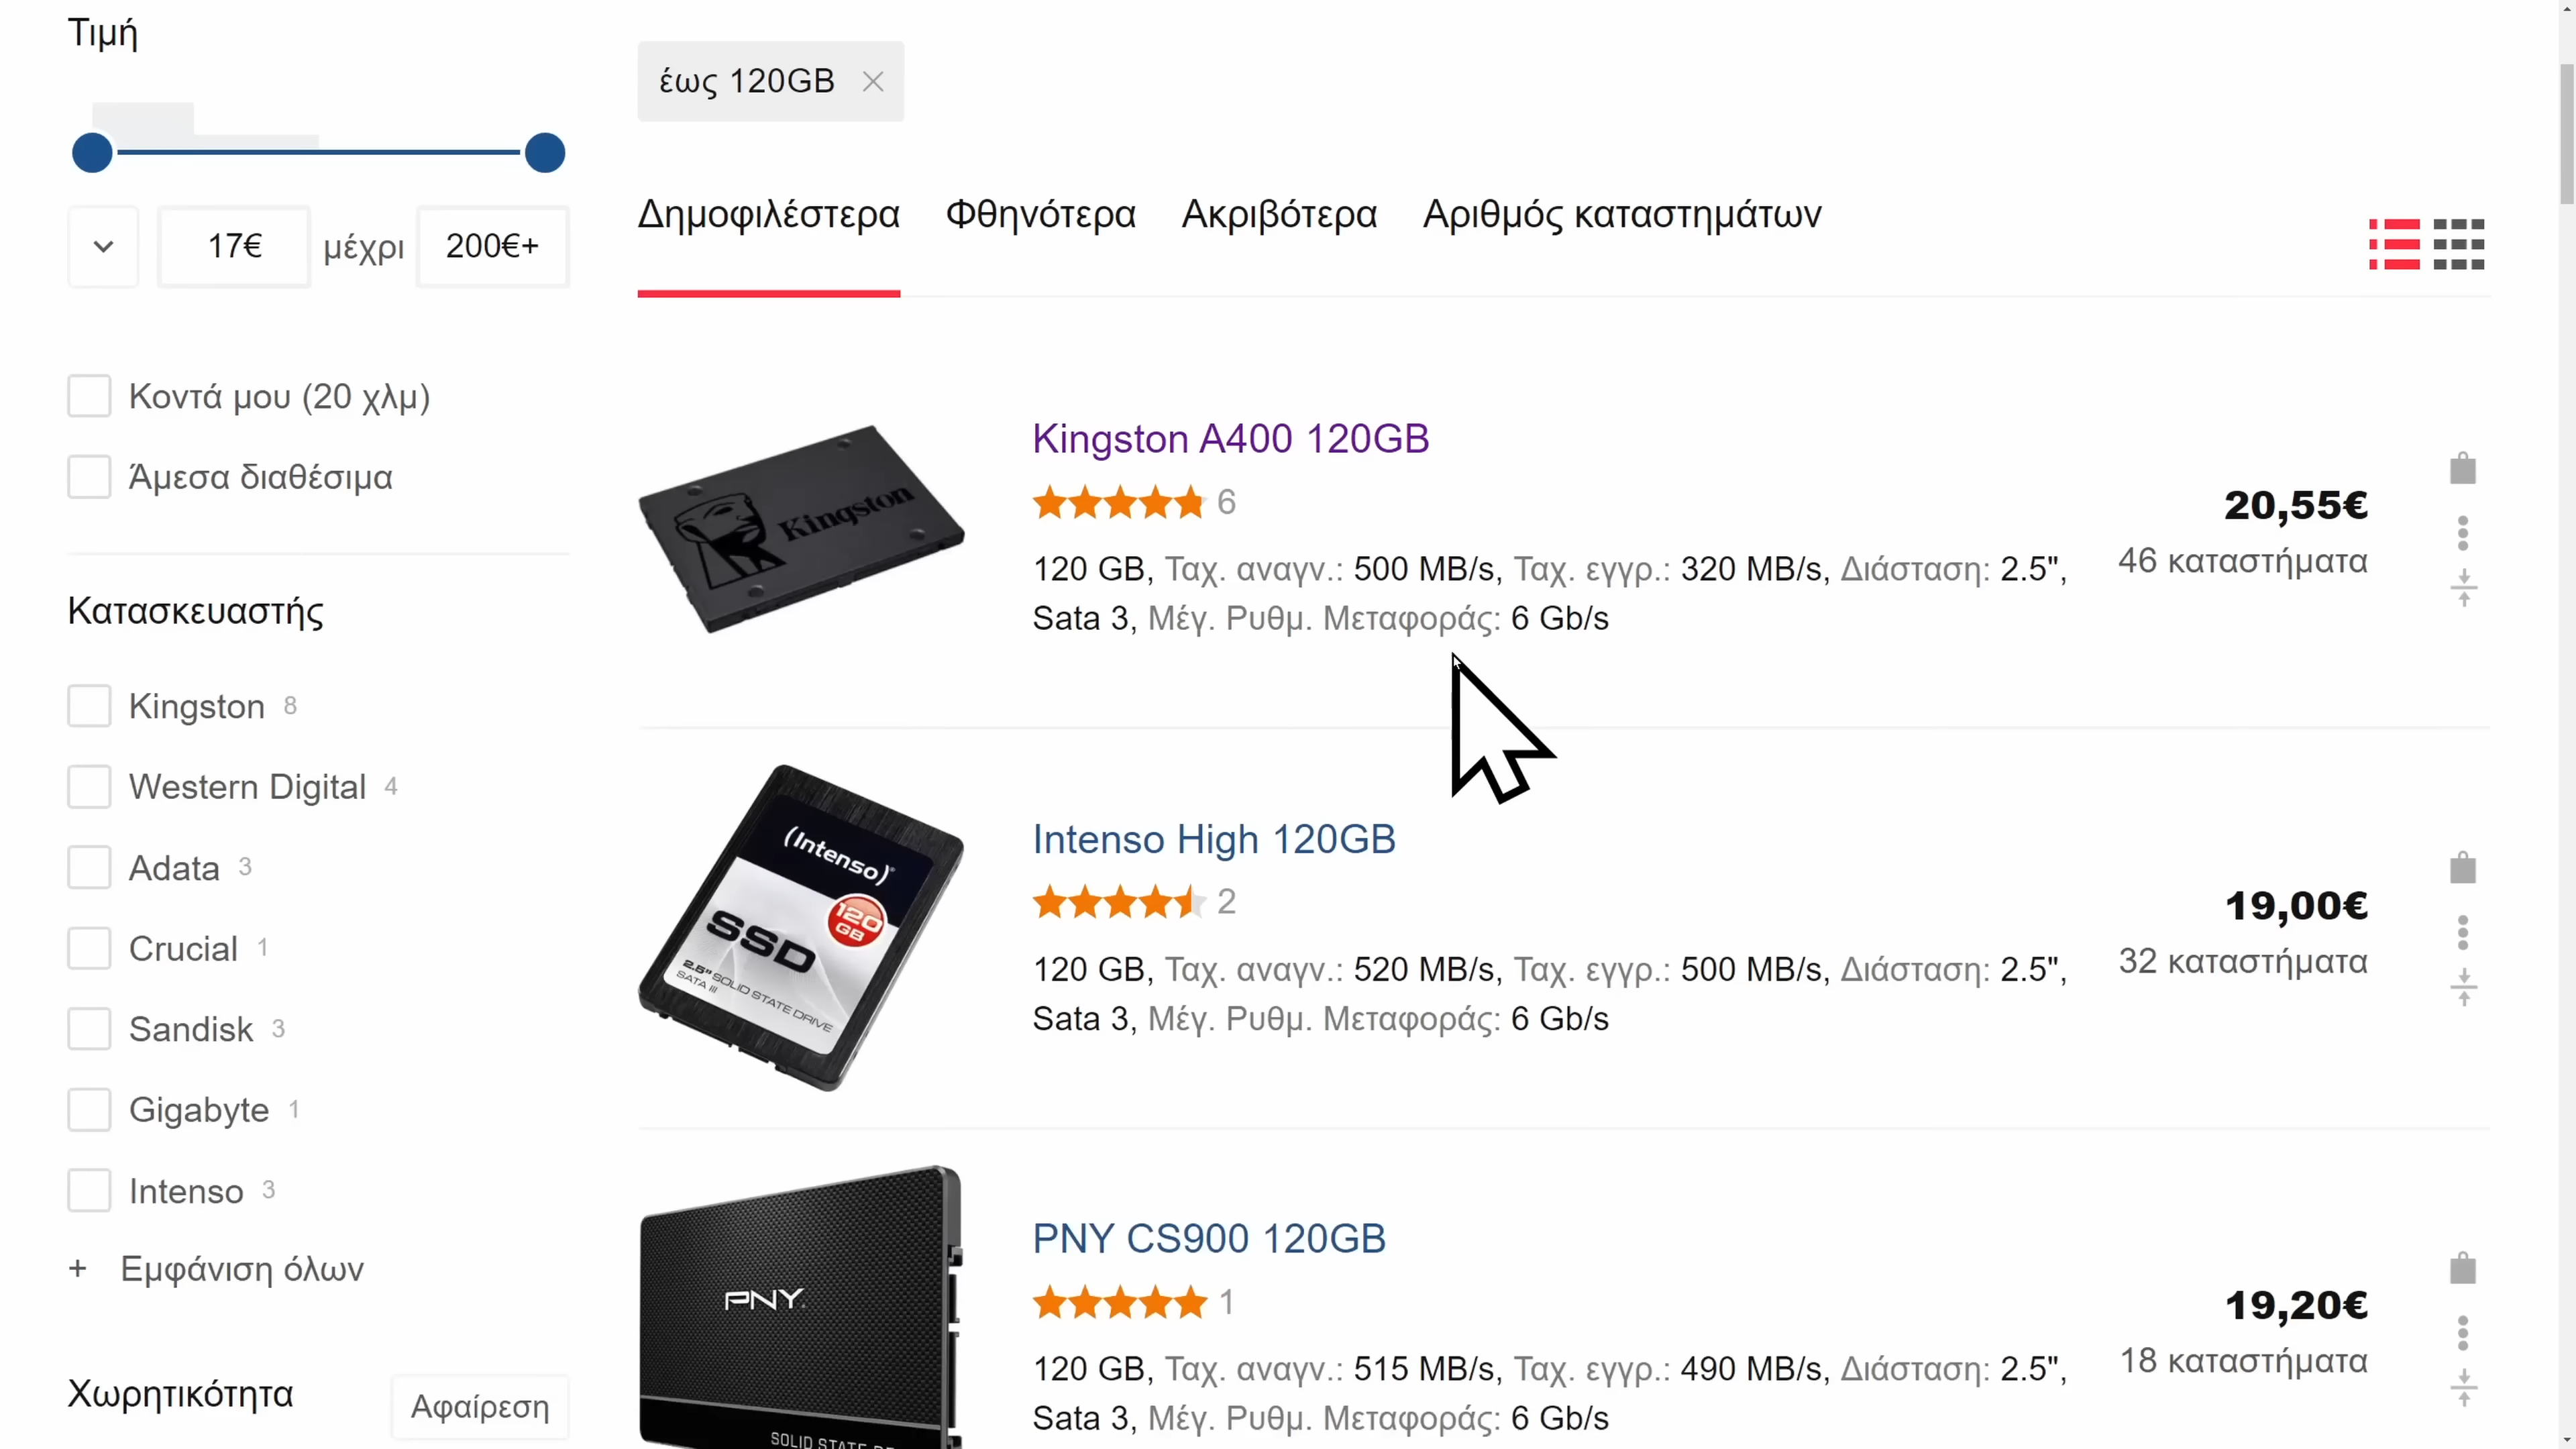 Τιμή
17€ μέχρι 200€+
Κοντά μου (20 χλμ)
Άμεσα διαθέσιμα
Κατασκευαστής
Kingston 8
Western Digital 4
Adata 3
Crucial 1
Sandisk 3
Gigabyte 1
Intenso 3
+ Εμφάνιση όλων
Χωρητικότητα Αφαίρεση
έως 120GB
Δημοφιλέστερα Φθηνότερα Ακριβότερα Αριθμός καταστημάτων
Kingston
Kingston A400 120GB
6
120 GB, Ταχ. αναγν.: 500 MB/s, Ταχ. εγγρ.: 320 MB/s, Διάσταση: 2.5",
Sata 3, Μέγ. Ρυθμ. Μεταφοράς: 6 Gb/s
20,55€
46 καταστήματα
(intenso)
120
GB
SSD
2.5" SOLID STATE DRIVE
SATA III
Intenso High 120GB
2
120 GB, Ταχ. αναγν.: 520 MB/s, Ταχ. εγγρ.: 500 MB/s, Διάσταση: 2.5",
Sata 3, Μέγ. Ρυθμ. Μεταφοράς: 6 Gb/s
19,00€
32 καταστήματα
PNY
SOLID STATE
PNY CS900 120GB
1
120 GB, Ταχ. αναγν.: 515 MB/s, Ταχ. εγγρ.: 490 MB/s, Διάσταση: 2.5",
Sata 3, Μέγ. Ρυθμ. Μεταφοράς: 6 Gb/s
19,20€
18 καταστήματα